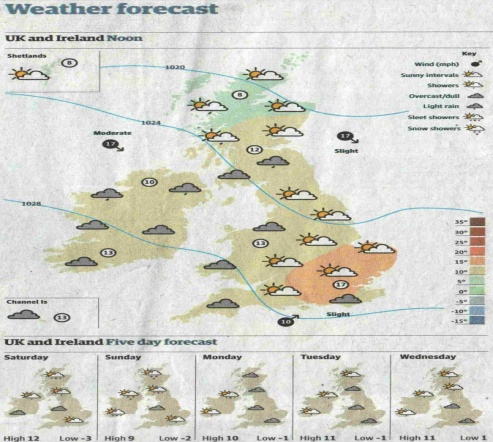 Weather forecast
UK and Ireland Noon
Shetlands
8
1020
Key
Wind (mph)
Sunny intervals
Showers
Overcast/dull
Light rain
Sleet showers
Snow showers
8
1024
Moderate
17
17
Slight
12
10
1028
13
13
35°
30°
25°
20°
15°
10°
5°
0°
-5°
-10°
-15°
17
Channel Is
13
10
Slight
UK and Ireland Five day forecast
Saturday
Sunday
Monday
Tuesday
Wednesday
High 12 Low -3
High 9 Low -2
High 10 Low -1
High 11 Low -1
High 11 Low 1